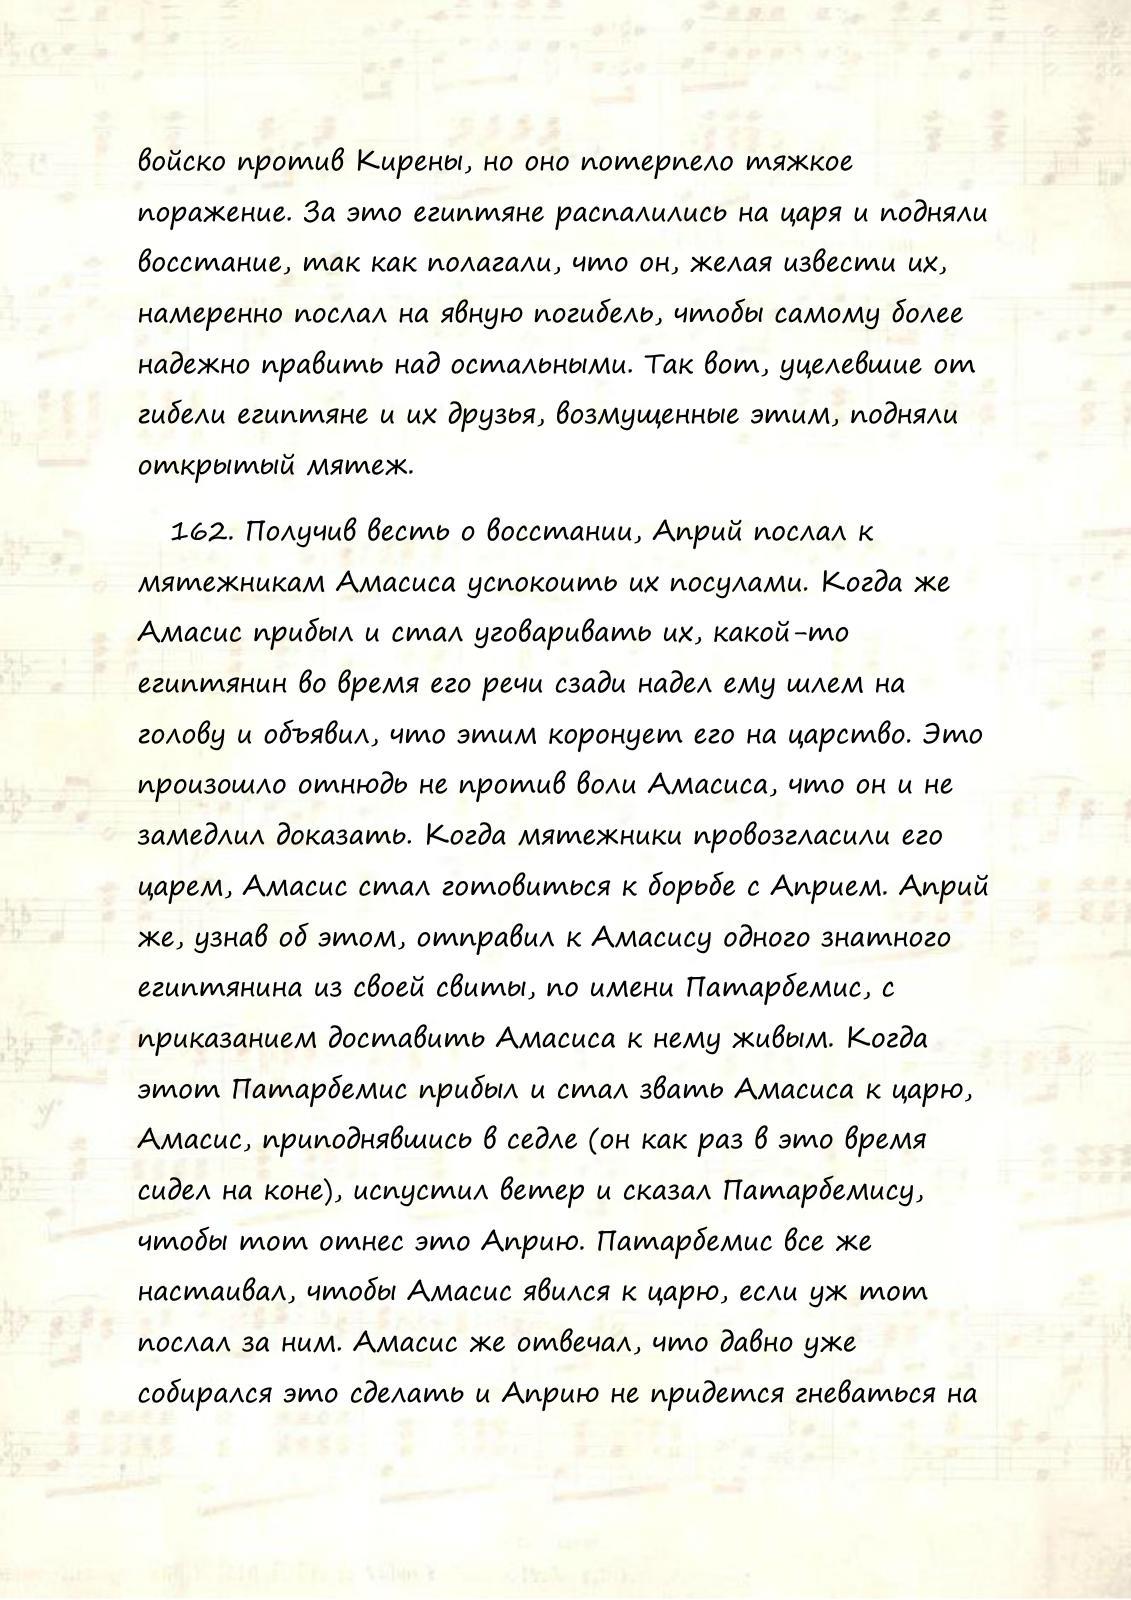 войско против Кирены, но оно потерпело тяжкое
поражение. За это египтяне распалились на царя и подняли
восстание, так как полагали, что он, желая извести их,
намеренно послал на явную погибель, чтобы самому более
надежно править над остальными. Так вот, уцелевшие от
гибели египтяне и их друзья, возмущенные этим, подняли
открытый мятеж.
162. Получив весть о восстании, Априй послал к
мятежникам Амасиса успокоить их посулами. Когда же
Амасис прибыл и стал уговаривать их, какой-то
египтянин во время его речи сзади надел ему шлем на
голову и объявил, что этим коронует его на царство. Это
произошло отнюдь не против воли Амасиса, что он и не
замедлил доказать. Когда мятежники провозгласили его
царем, Амасис стал готовиться к борьбе с Априем. Априй
же, узнав об этом, отправил к Амасису одного знатного
египтянина из своей свиты, по имени Патарбемис, с
приказанием доставить Амасиса к нему живым. Когда
этот Патарбемис прибыл и стал звать Амасиса к царю,
Амасис, приподнявшись в седле (он как раз в это время
сидел на коне), испустил ветер и сказал Патарбемису,
чтобы тот отнес это Априю. Патарбемис все же
настаивал, чтобы Амасис явился к царю, если уж тот
послал за ним. Амасис же отвечал, что давно уже
собирался это сделать и Априю не придется гневаться на